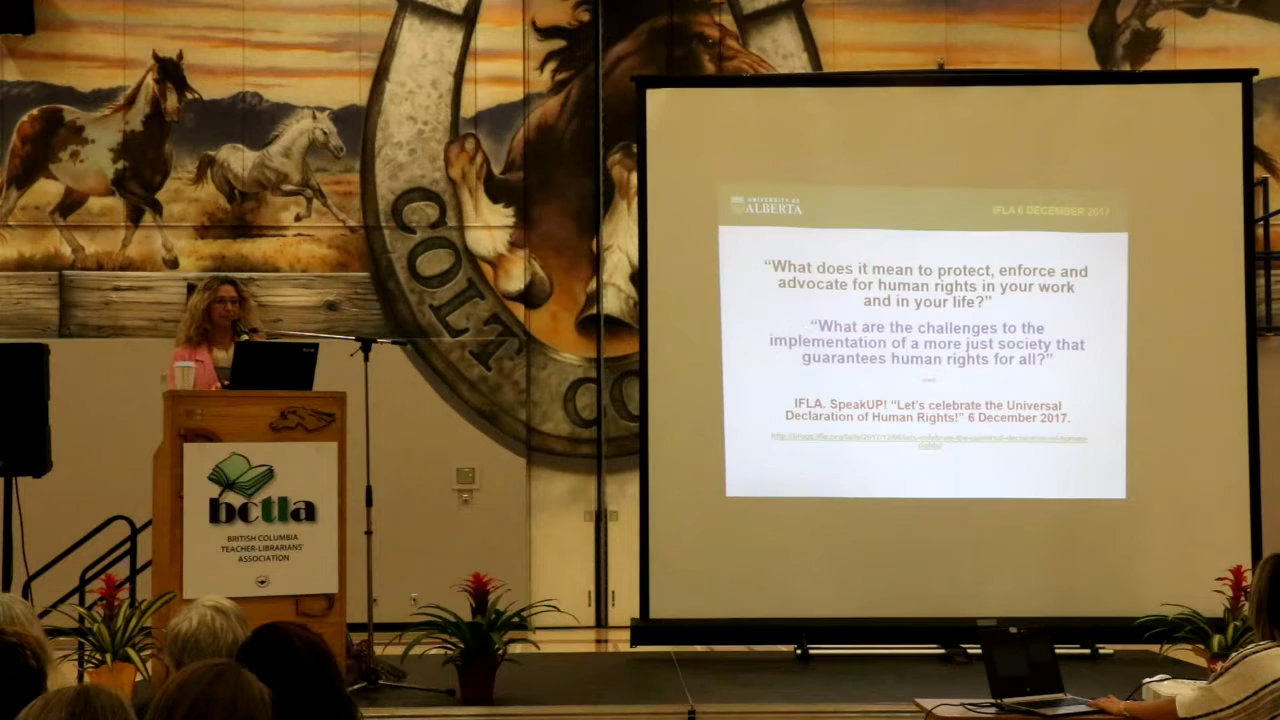 COLT
CO
UNIVERSITY OF
ALBERTA
IFLA 6 DECEMBER 2017
“What does it mean to protect, enforce and
advocate for human rights in your work
and in your life?”
“What are the challenges to the
implementation of a more just society that
guarantees human rights for all?”
IFLA. SpeakUP! “Let's celebrate the Universal
Declaration of Human Rights!” 6 December 2017.
bctla
BRITISH COLUMBIA
TEACHER-LIBRARIANS'
ASSOCIATION